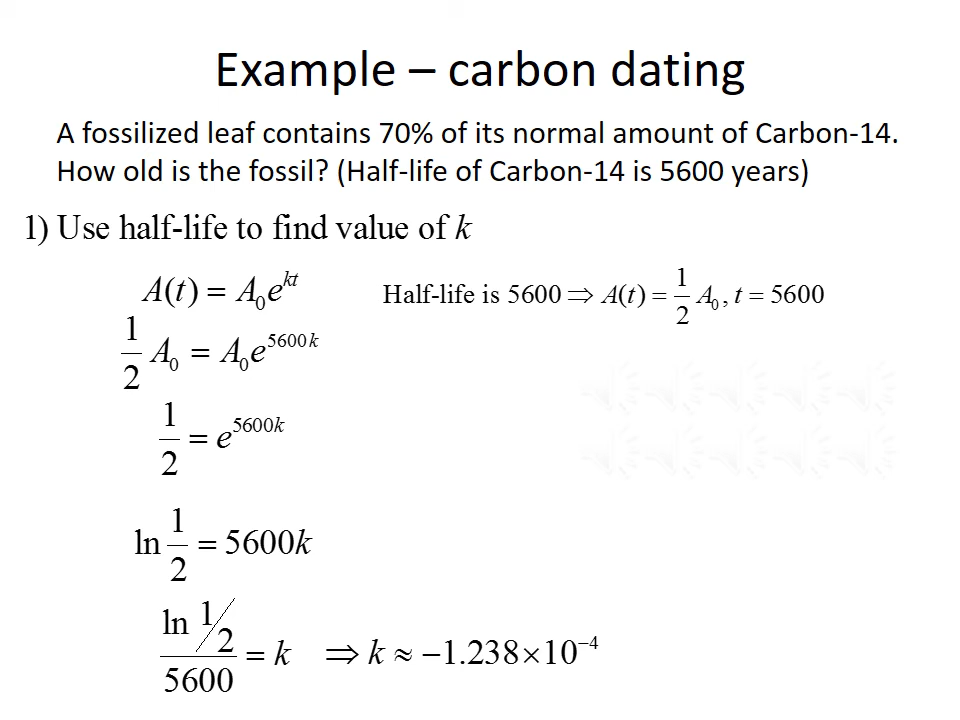 Example – carbon dating
A fossilized leaf contains 70% of its normal amount of Carbon-14.
How old is the fossil? (Half-life of Carbon-14 is 5600 years)
1) Use half-life to find value of k
A(t) = A₀e^{kt}
Half-life is 5600 ⇒ A(t) = 1/2 A₀, t = 5600
1/2 A₀ = A₀e^{5600k}
1/2 = e^{5600k}
ln 1/2 = 5600k
ln 1/2 / 5600 = k ⇒ k ≈ −1.238×10⁻⁴